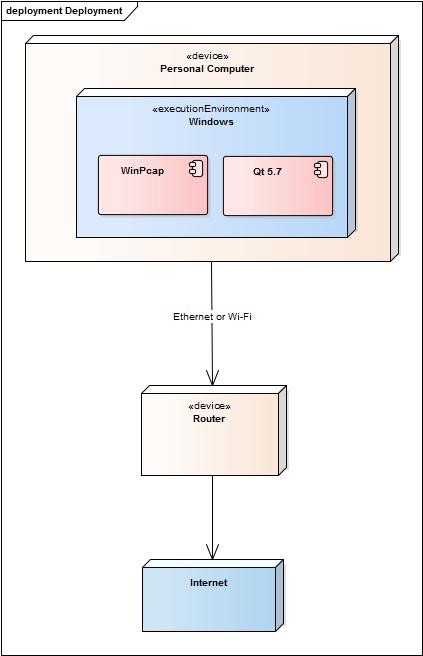 deployment Deployment
«device»
Personal Computer
«executionEnvironment»
Windows
WinPcap
Qt 5.7
Ethernet or Wi-Fi
«device»
Router
Internet